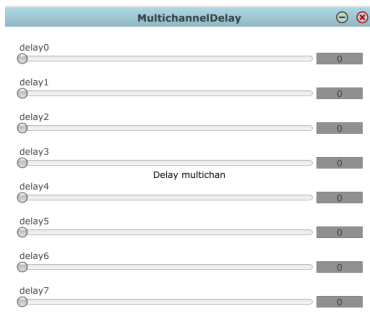 MultichannelDelay
delay0
0
delay1
0
delay2
0
delay3
0
Delay multichan
delay4
0
delay5
0
delay6
0
delay7
0